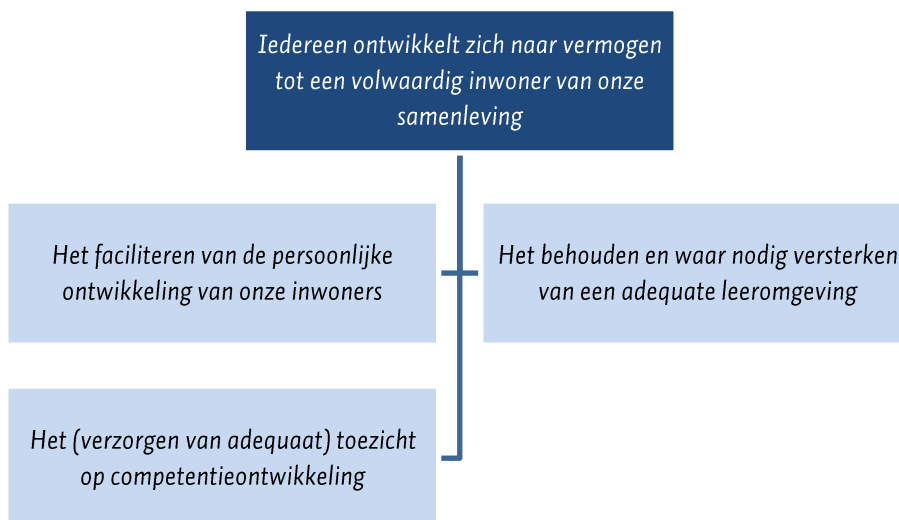 Iedereen ontwikkelt zich naar vermogen
tot een volwaardig inwoner van onze
samenleving
Het faciliteren van de persoonlijke
ontwikkeling van onze inwoners
Het behouden en waar nodig versterken
van een adequate leeromgeving
Het (verzorgen van adequaat) toezicht
op competentieontwikkeling